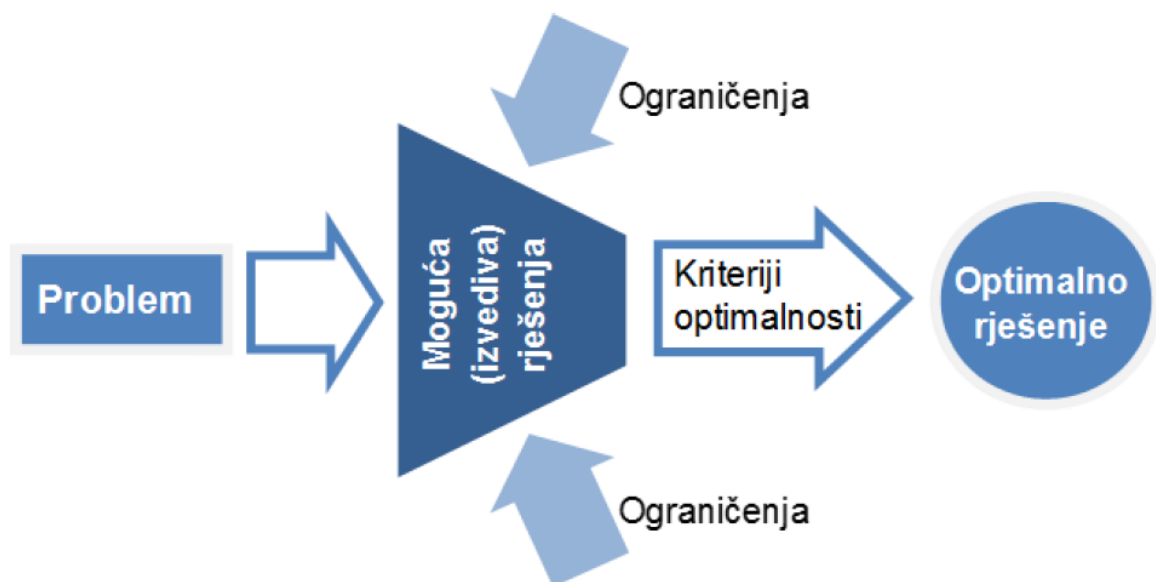 Ograničenja
Problem
Moguća
(izvediva)
rješenja
Kriteriji
optimalnosti
Optimalno
rješenje
Ograničenja